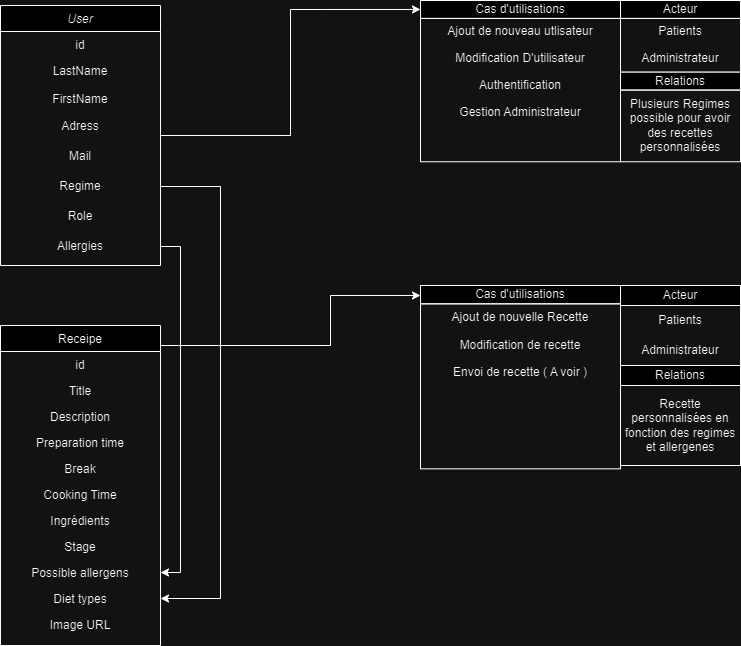 User
id
LastName
FirstName
Adress
Mail
Regime
Role
Allergies
Cas d'utilisations
Ajout de nouveau utlisateur
Modification D'utilisateur
Authentification
Gestion Administrateur
Acteur
Patients
Administrateur
Relations
Plusieurs Regimes
possible pour avoir
des recettes
personnalisées
Receipe
id
Title
Description
Preparation time
Break
Cooking Time
Ingrédients
Stage
Possible allergens
Diet types
Image URL
Cas d'utilisations
Ajout de nouvelle Recette
Modification de recette
Envoi de recette ( A voir )
Acteur
Patients
Administrateur
Relations
Recette
personnalisées en
fonction des regimes
et allergenes